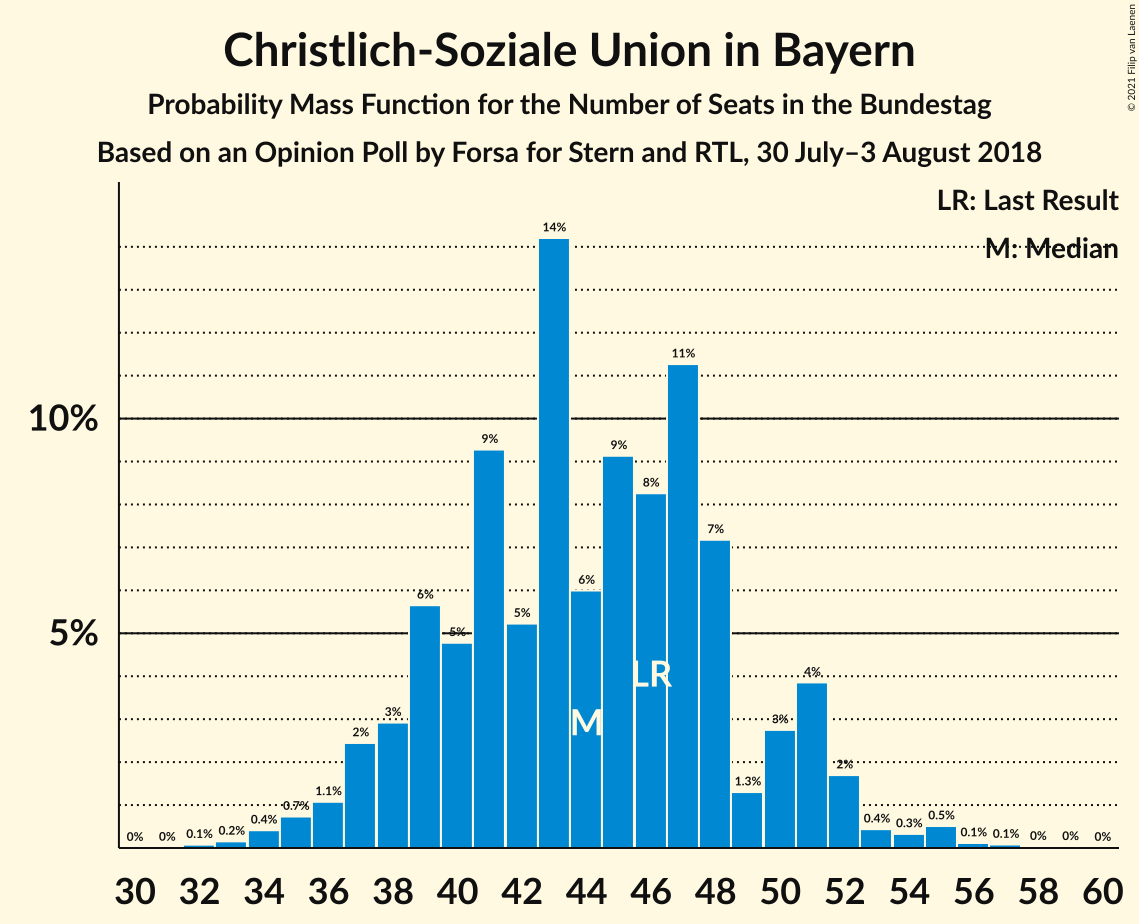 Christlich-Soziale Union in Bayern
Probability Mass Function for the Number of Seats in the Bundestag
Based on an Opinion Poll by Forsa for Stern and RTL, 30 July–3 August 2018
© 2021 Filip van Laenen
LR: Last Result
M: Median
10%
5%
0% 0% 0.1% 0.2% 0.4% 0.7% 1.1% 2% 3% 6% 5% 9% 5% 14% 6% 9% 8% 11% 7% 1.3% 3% 4% 2% 0.4% 0.3% 0.5% 0.1% 0.1% 0% 0% 0%
LR
M
30 32 34 36 38 40 42 44 46 48 50 52 54 56 58 60